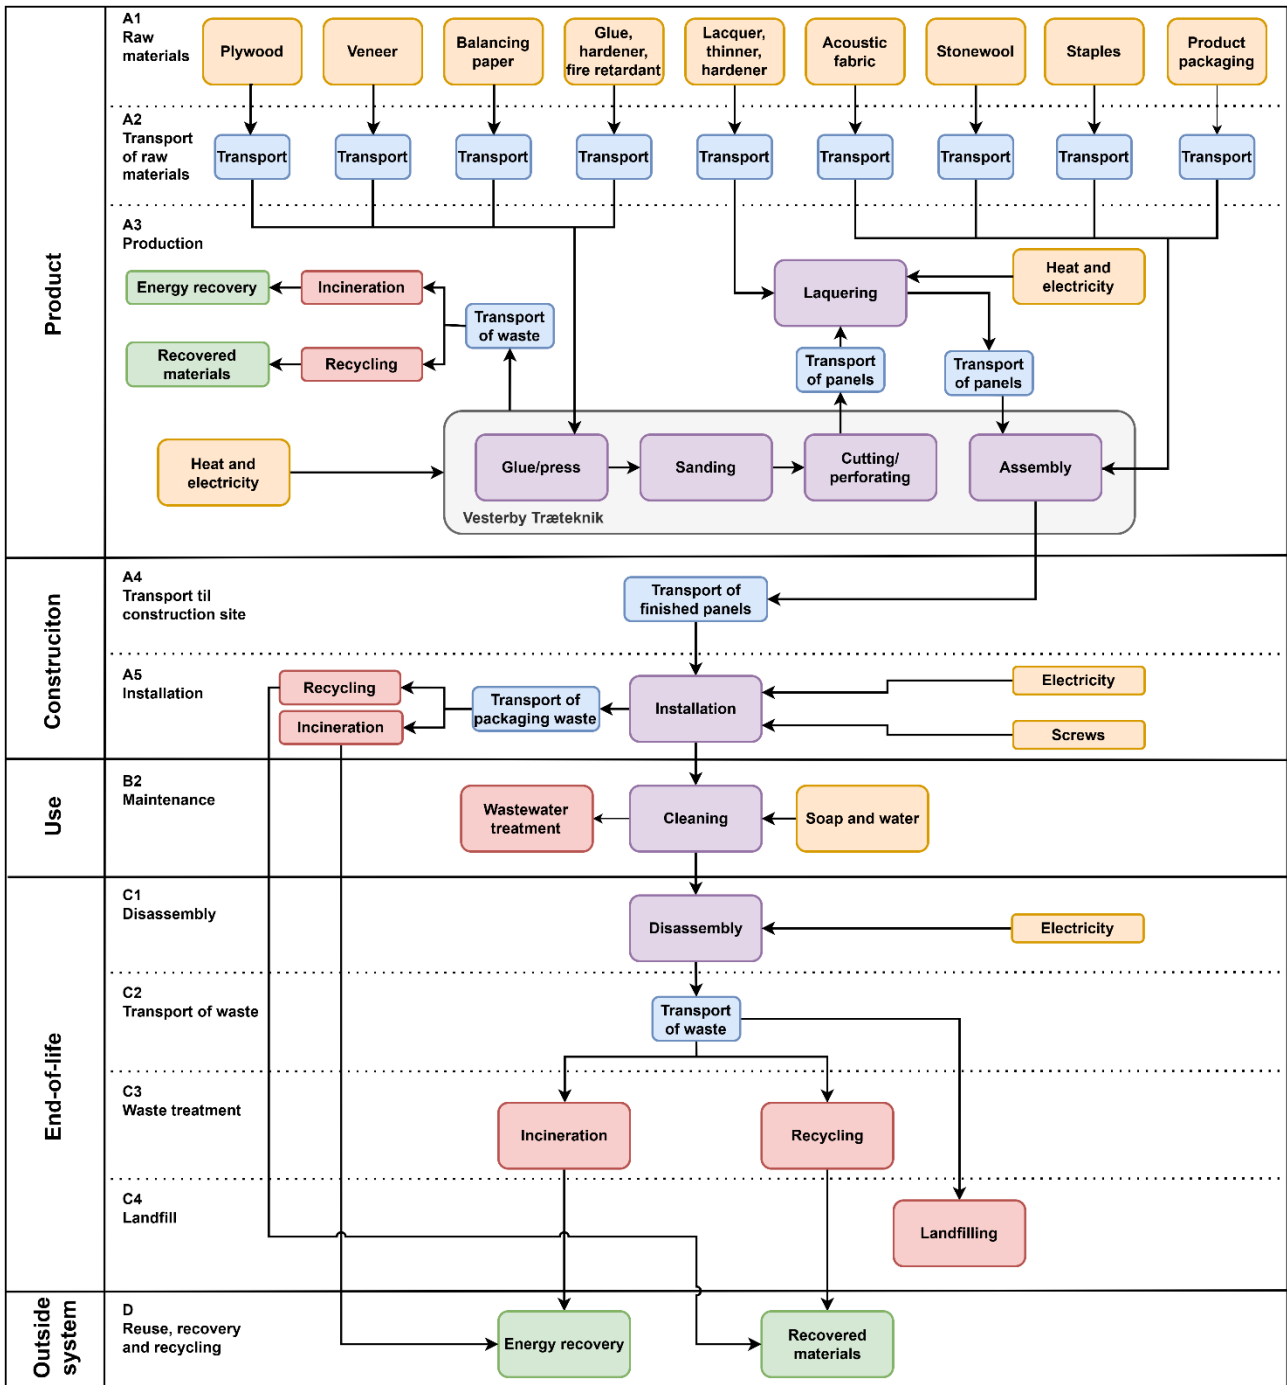 A1
Raw
materials
Plywood
Veneer
Balancing
paper
Glue,
hardener,
fire retardant
Lacquer,
thinner,
hardener
Acoustic
fabric
Stonewool
Staples
Product
packaging
A2
Transport
of raw
materials
Transport
Transport
Transport
Transport
Transport
Transport
Transport
Transport
Transport
Product
A3
Production
Energy recovery
Incineration
Transport
of waste
Recovered
materials
Recycling
Laquering
Heat and
electricity
Transport
of panels
Transport
of panels
Heat and
electricity
Glue/press
Sanding
Cutting/
perforating
Assembly
Vesterby Træteknik
Construciton
A4
Transport til
construction site
Transport of
finished panels
A5
Installation
Recycling
Incineration
Transport of
packaging waste
Installation
Electricity
Screws
Use
B2
Maintenance
Wastewater
treatment
Cleaning
Soap and water
End-of-life
C1
Disassembly
Disassembly
Electricity
C2
Transport of waste
Transport
of waste
C3
Waste treatment
Incineration
Recycling
C4
Landfill
Landfilling
Outside
system
D
Reuse, recovery
and recycling
Energy recovery
Recovered
materials